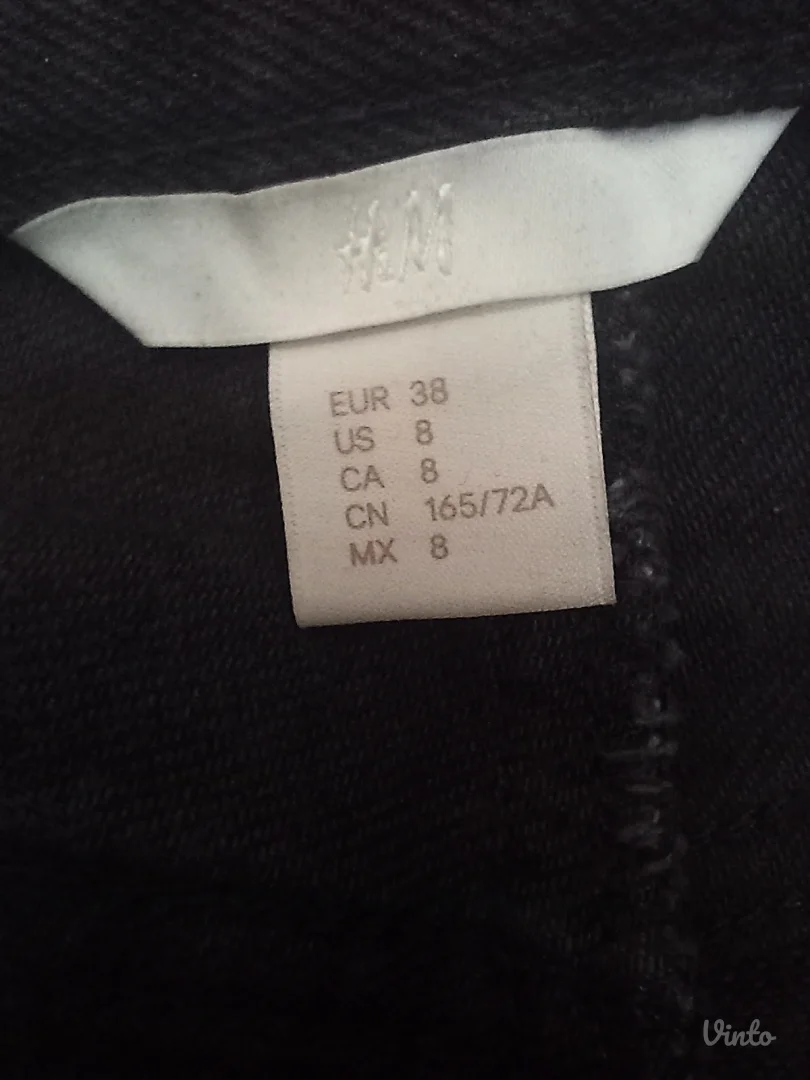 H&M
EUR 38
US 8
CA 8
CN 165/72A
MX 8
Vinto